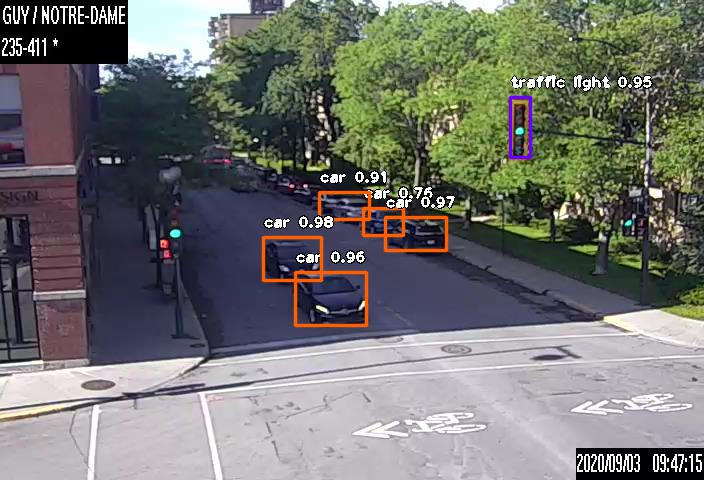 GUY / NOTRE-DAME
235-411 *
traffic light 0.95
car 0.91
car 0.76
car 0.97
SIGN
car 0.98
car 0.96
2020/09/03 09:47:15